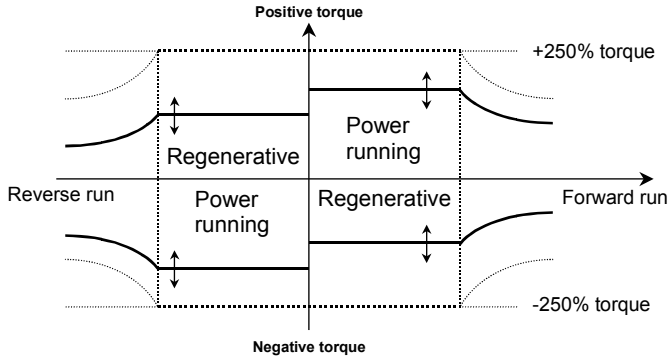 Positive torque
+250% torque
Power
running
Regenerative
Reverse run
Forward run
Power
running
Regenerative
-250% torque
Negative torque